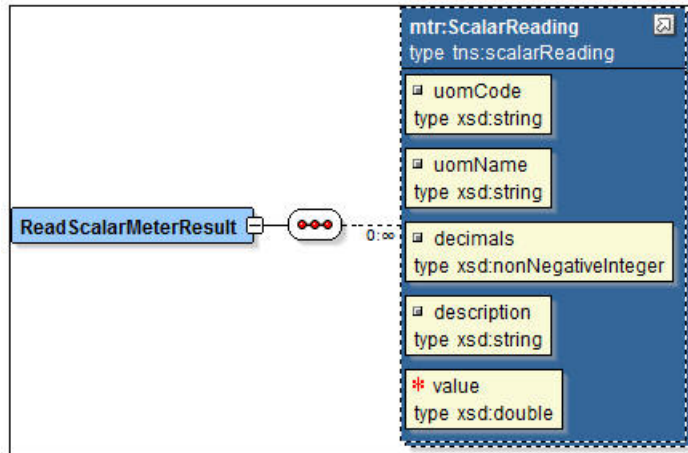 mtr:ScalarReading
type tns:scalarReading
uomCode
type xsd:string
uomName
type xsd:string
ReadScalarMeterResult
0:∞
decimals
type xsd:nonNegativeInteger
description
type xsd:string
* value
type xsd:double